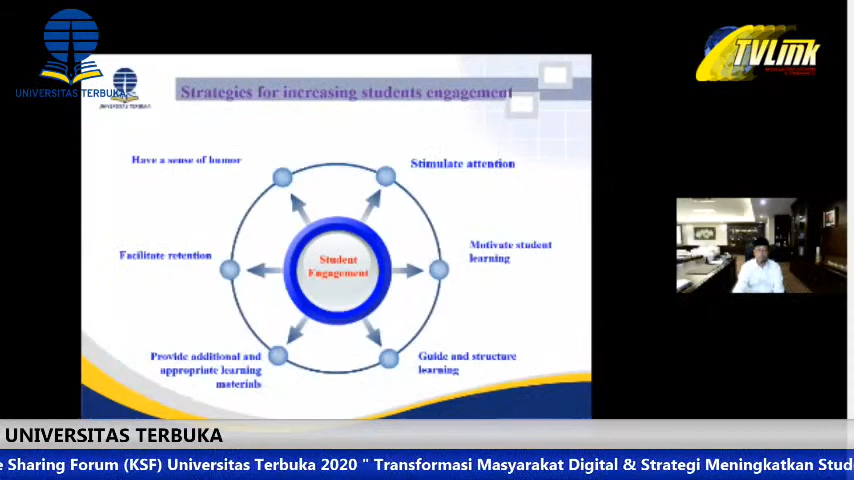 UNIVERSITAS TERBUKA
TVLink
UNIVERSITAS TERBUKA
Strategies for increasing students engagement
Have a sense of humor
Stimulate attention
Facilitate retention
Student
Engagement
Motivate student
learning
Provide additional and
appropriate learning
materials
Guide and structure
learning
UNIVERSITAS TERBUKA
e Sharing Forum (KSF) Universitas Terbuka 2020 " Transformasi Masyarakat Digital & Strategi Meningkatkan Stud